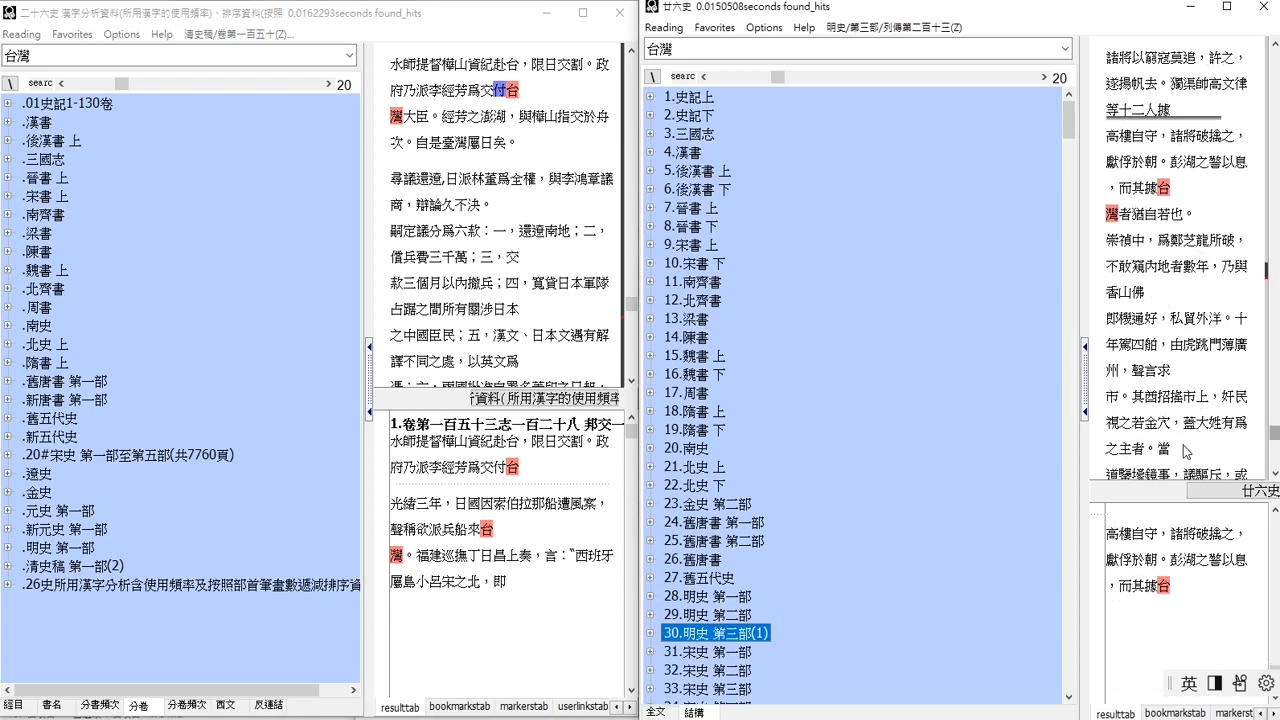 二十六史 漢字分析資料(所用漢字的使用頻率)、排序資料(按照  0.0162293seconds found_hits
Reading Favorites Options Help 清史稿/卷第一百五十(Z)...
台灣
\ searc < > 20
.01史記1-130卷
.漢書
.後漢書 上
.三國志
.晉書 上
.宋書 上
.南齊書
.梁書
.陳書
.魏書 上
.北齊書
.周書
.南史
.北史 上
.隋書 上
.舊唐書 第一部
.新唐書 第一部
.舊五代史
.新五代史
.20#宋史 第一部至第五部(共7760頁)
.遼史
.金史
.元史 第一部
.新元史 第一部
.明史 第一部
.清史稿 第一部(2)
.26史所用漢字分析含使用頻率及按照部首筆畫數遞減排序資
經目 書名 分書頻次 分卷 分卷頻次 西文 反連結
水師提督樺山資紀赴台，限日交割。政
府乃派李經芳爲交付台
灣大臣。經芳之澎湖，與樺山指交於舟
次。自是臺灣屬日矣。
尋議還遼,日派林董爲全權，與李鴻章議
商，辯論久不決。
嗣定議分爲六款：一，還遼南地；二，
償兵費三千萬；三，交
款三個月以內撤兵；四，寬貸日本軍隊
占踞之間所有關涉日本
之中國臣民；五，漢文、日本文遇有解
譯不同之處，以英文爲
資料(所用漢字的使用頻率
1.卷第一百五十三志一百二十八 邦交一
水師提督樺山資紀赴台，限日交割。政
府乃派李經芳爲交付台
光緒三年，日國因索伯拉那船遭風案，
聲稱欲派兵船來台
灣。福建巡撫丁日昌上奏，言：“西班牙
屬島小呂宋之北，即
resulttab bookmarkstab markerstab userlinkstab
廿六史  0.0150508seconds found_hits
Reading Favorites Options Help 明史/第三部/列傳第二百十三(Z)
台灣
\ searc < > 20
1.史記上
2.史記下
3.三國志
4.漢書
5.後漢書 上
6.後漢書 下
7.晉書 上
8.晉書 下
9.宋書 上
10.宋書 下
11.南齊書
12.北齊書
13.梁書
14.陳書
15.魏書 上
16.魏書 下
17.周書
18.隋書 上
19.隋書 下
20.南史
21.北史 上
22.北史 下
23.金史 第二部
24.舊唐書 第一部
25.舊唐書 第二部
26.舊唐書
27.舊五代史
28.明史 第一部
29.明史 第二部
30.明史 第三部(1)
31.宋史 第一部
32.宋史 第二部
33.宋史 第三部
全文 結構
諸將以窮寇莫追，許之，
遂揚帆去。獨渠帥高文律
等十二人據
高樓自守，諸將破擒之，
獻俘於朝。彭湖之警以息
，而其據台
灣者猶自若也。
崇禎中，爲鄭芝龍所破，
不敢窺內地者數年，乃與
香山佛
郎機通好，私貿外洋。十
年駕四舶，由虎跳門薄廣
州，聲言求
市。其酋招搖市上，奸民
視之若金穴，蓋大姓有爲
之主者。當
道鑒壕鏡事，議驅斥，或
廿六史
高樓自守，諸將破擒之，
獻俘於朝。彭湖之警以息
，而其據台
英
resulttab bookmarkstab markerst